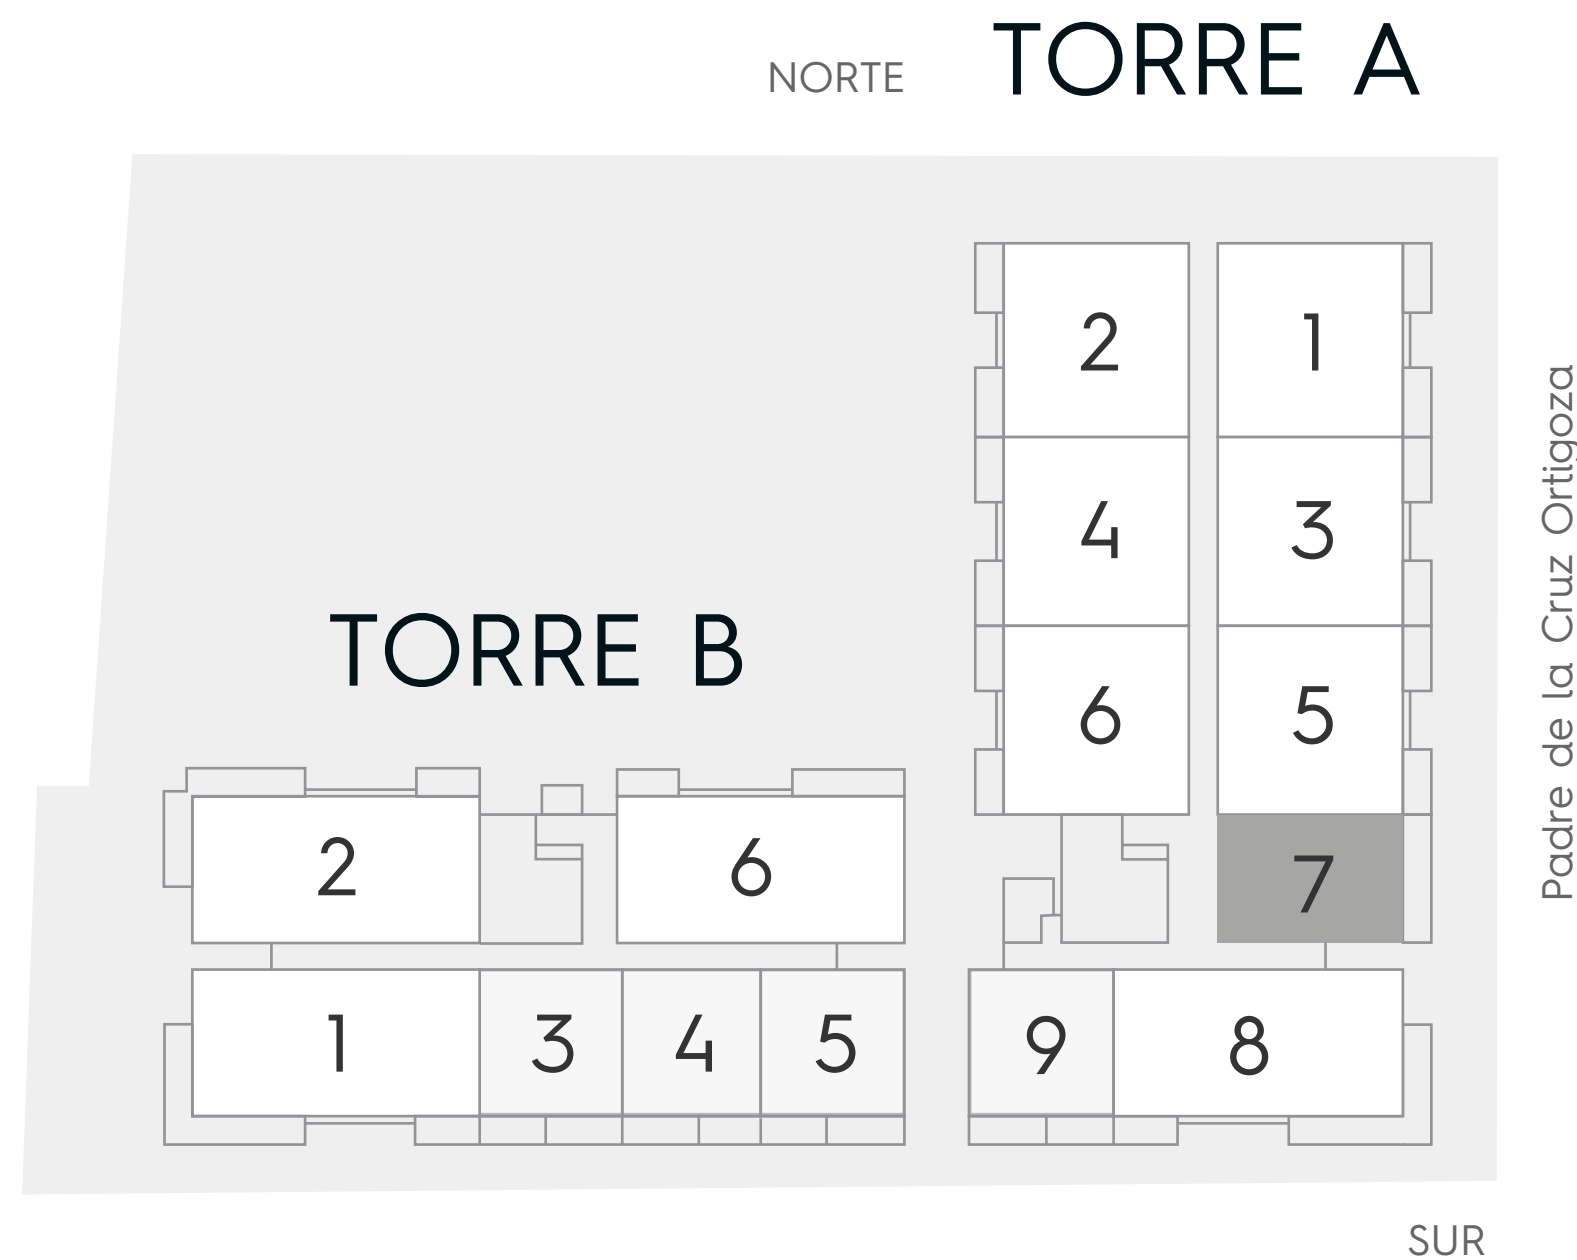 TORRE A
NORTE
2 1
Padre de la Cruz Ortigoza
4 3
TORRE B
6 5
2 6 7
1 3 4 5 9 8
SUR